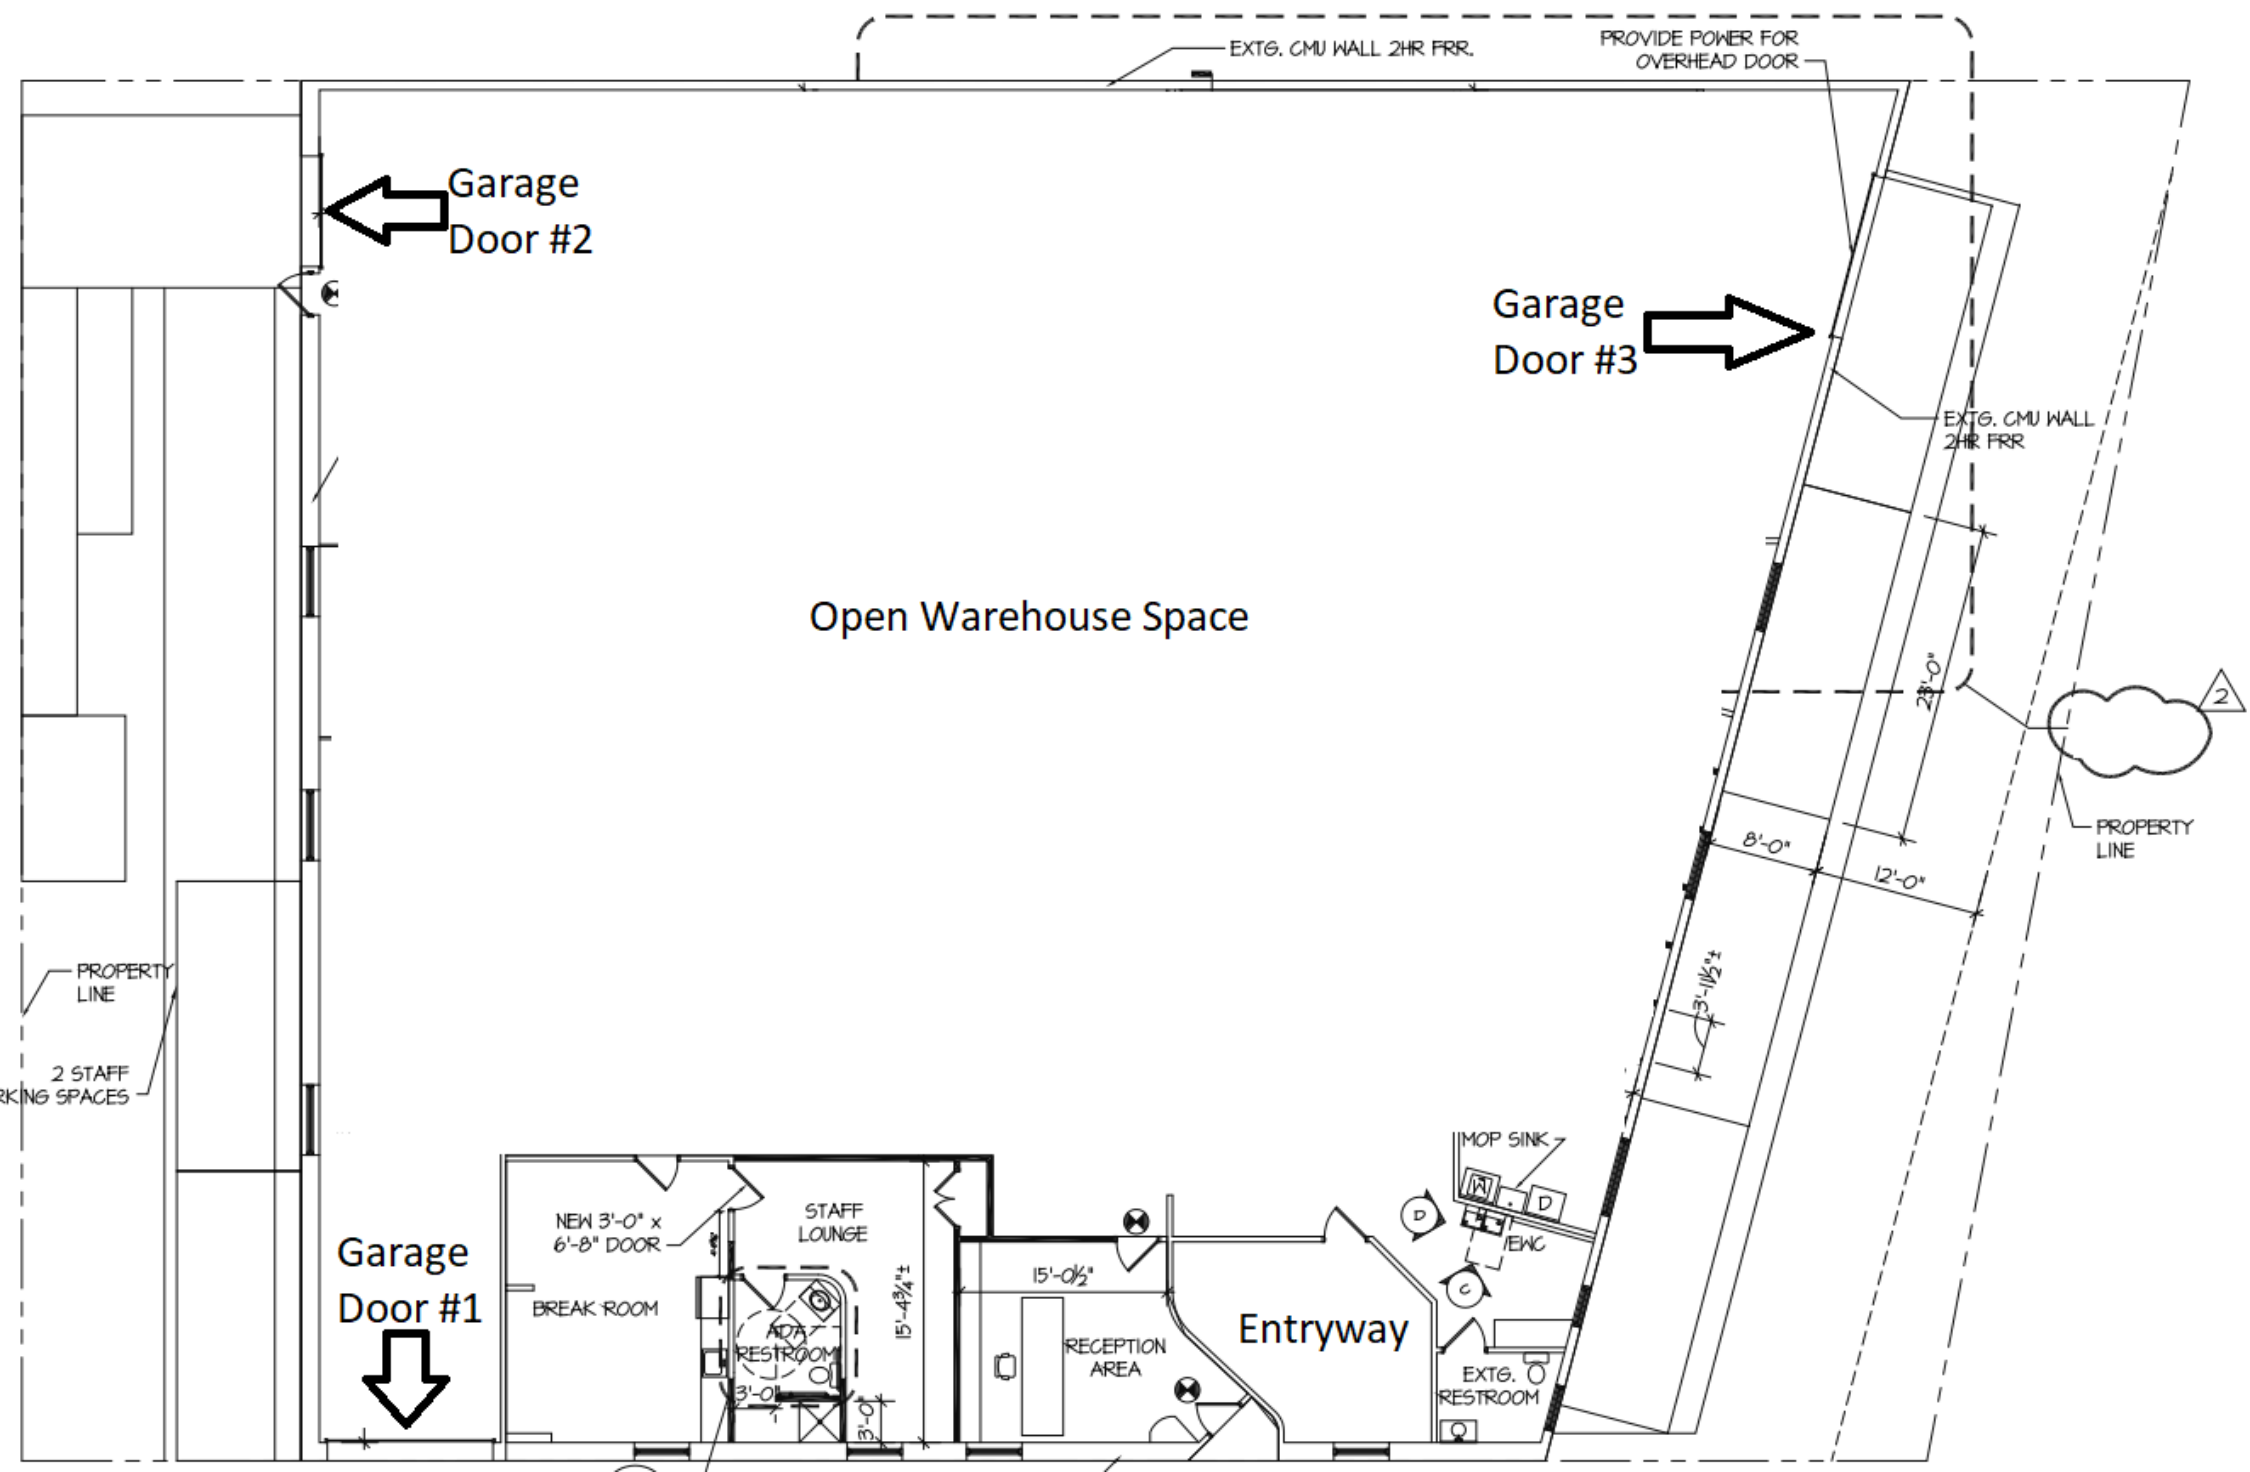 EXTG. CMU WALL 2HR FRR.
PROVIDE POWER FOR
OVERHEAD DOOR
Garage
Door #2
Garage
Door #3
EXTG. CMU WALL
2HR FRR
Open Warehouse Space
23'-0"
2
PROPERTY
LINE
8'-0"
12'-0"
PROPERTY
LINE
3'-11½"±
2 STAFF
RKING SPACES
MOP SINK
W
D
D
EWC
C
NEW 3'-0" x
6'-8" DOOR
STAFF
LOUNGE
Garage
Door #1
BREAK ROOM
15'-4¾"±
15'-0½"
Entryway
ADA
RESTROOM
RECEPTION
AREA
EXTG.
RESTROOM
3'-0"
3'-0"